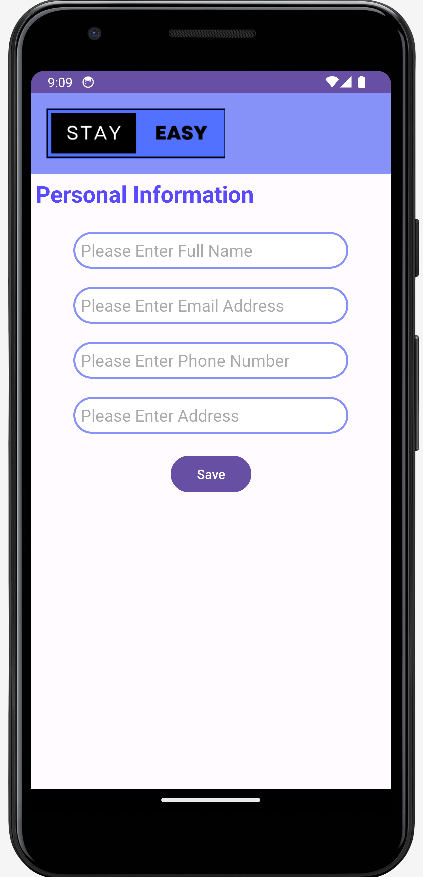 9:09
STAY EASY
Personal Information
Please Enter Full Name
Please Enter Email Address
Please Enter Phone Number
Please Enter Address
Save